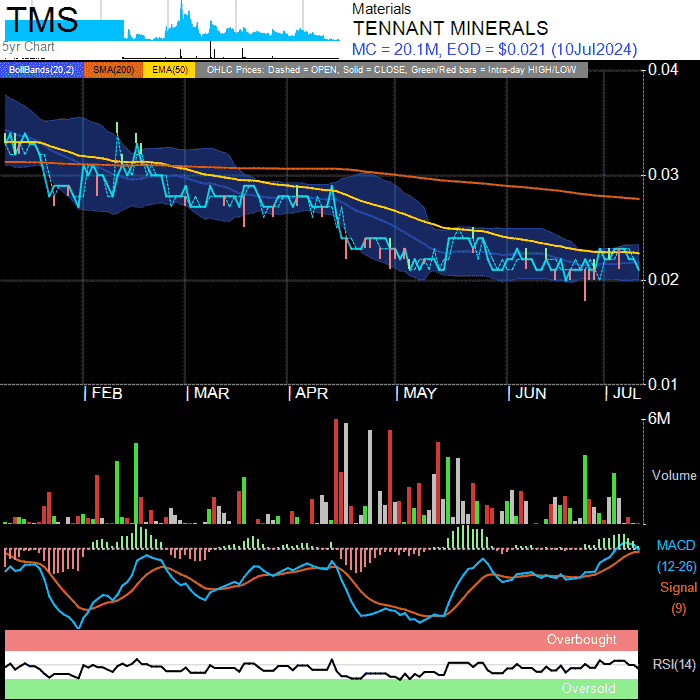 TMS
5yr Chart
Materials
TENNANT MINERALS
MC = 20.1M, EOD = $0.021 (10Jul2024)
BollBands(20,2) SMA(200) EMA(50) OHLC Prices: Dashed = OPEN, Solid = CLOSE, Green/Red bars = Intra-day HIGH/LOW
0.04
0.03
0.02
0.01
FEB MAR APR MAY JUN JUL
6M
Volume
MACD
(12-26)
Signal
(9)
Overbought
RSI(14)
Oversold